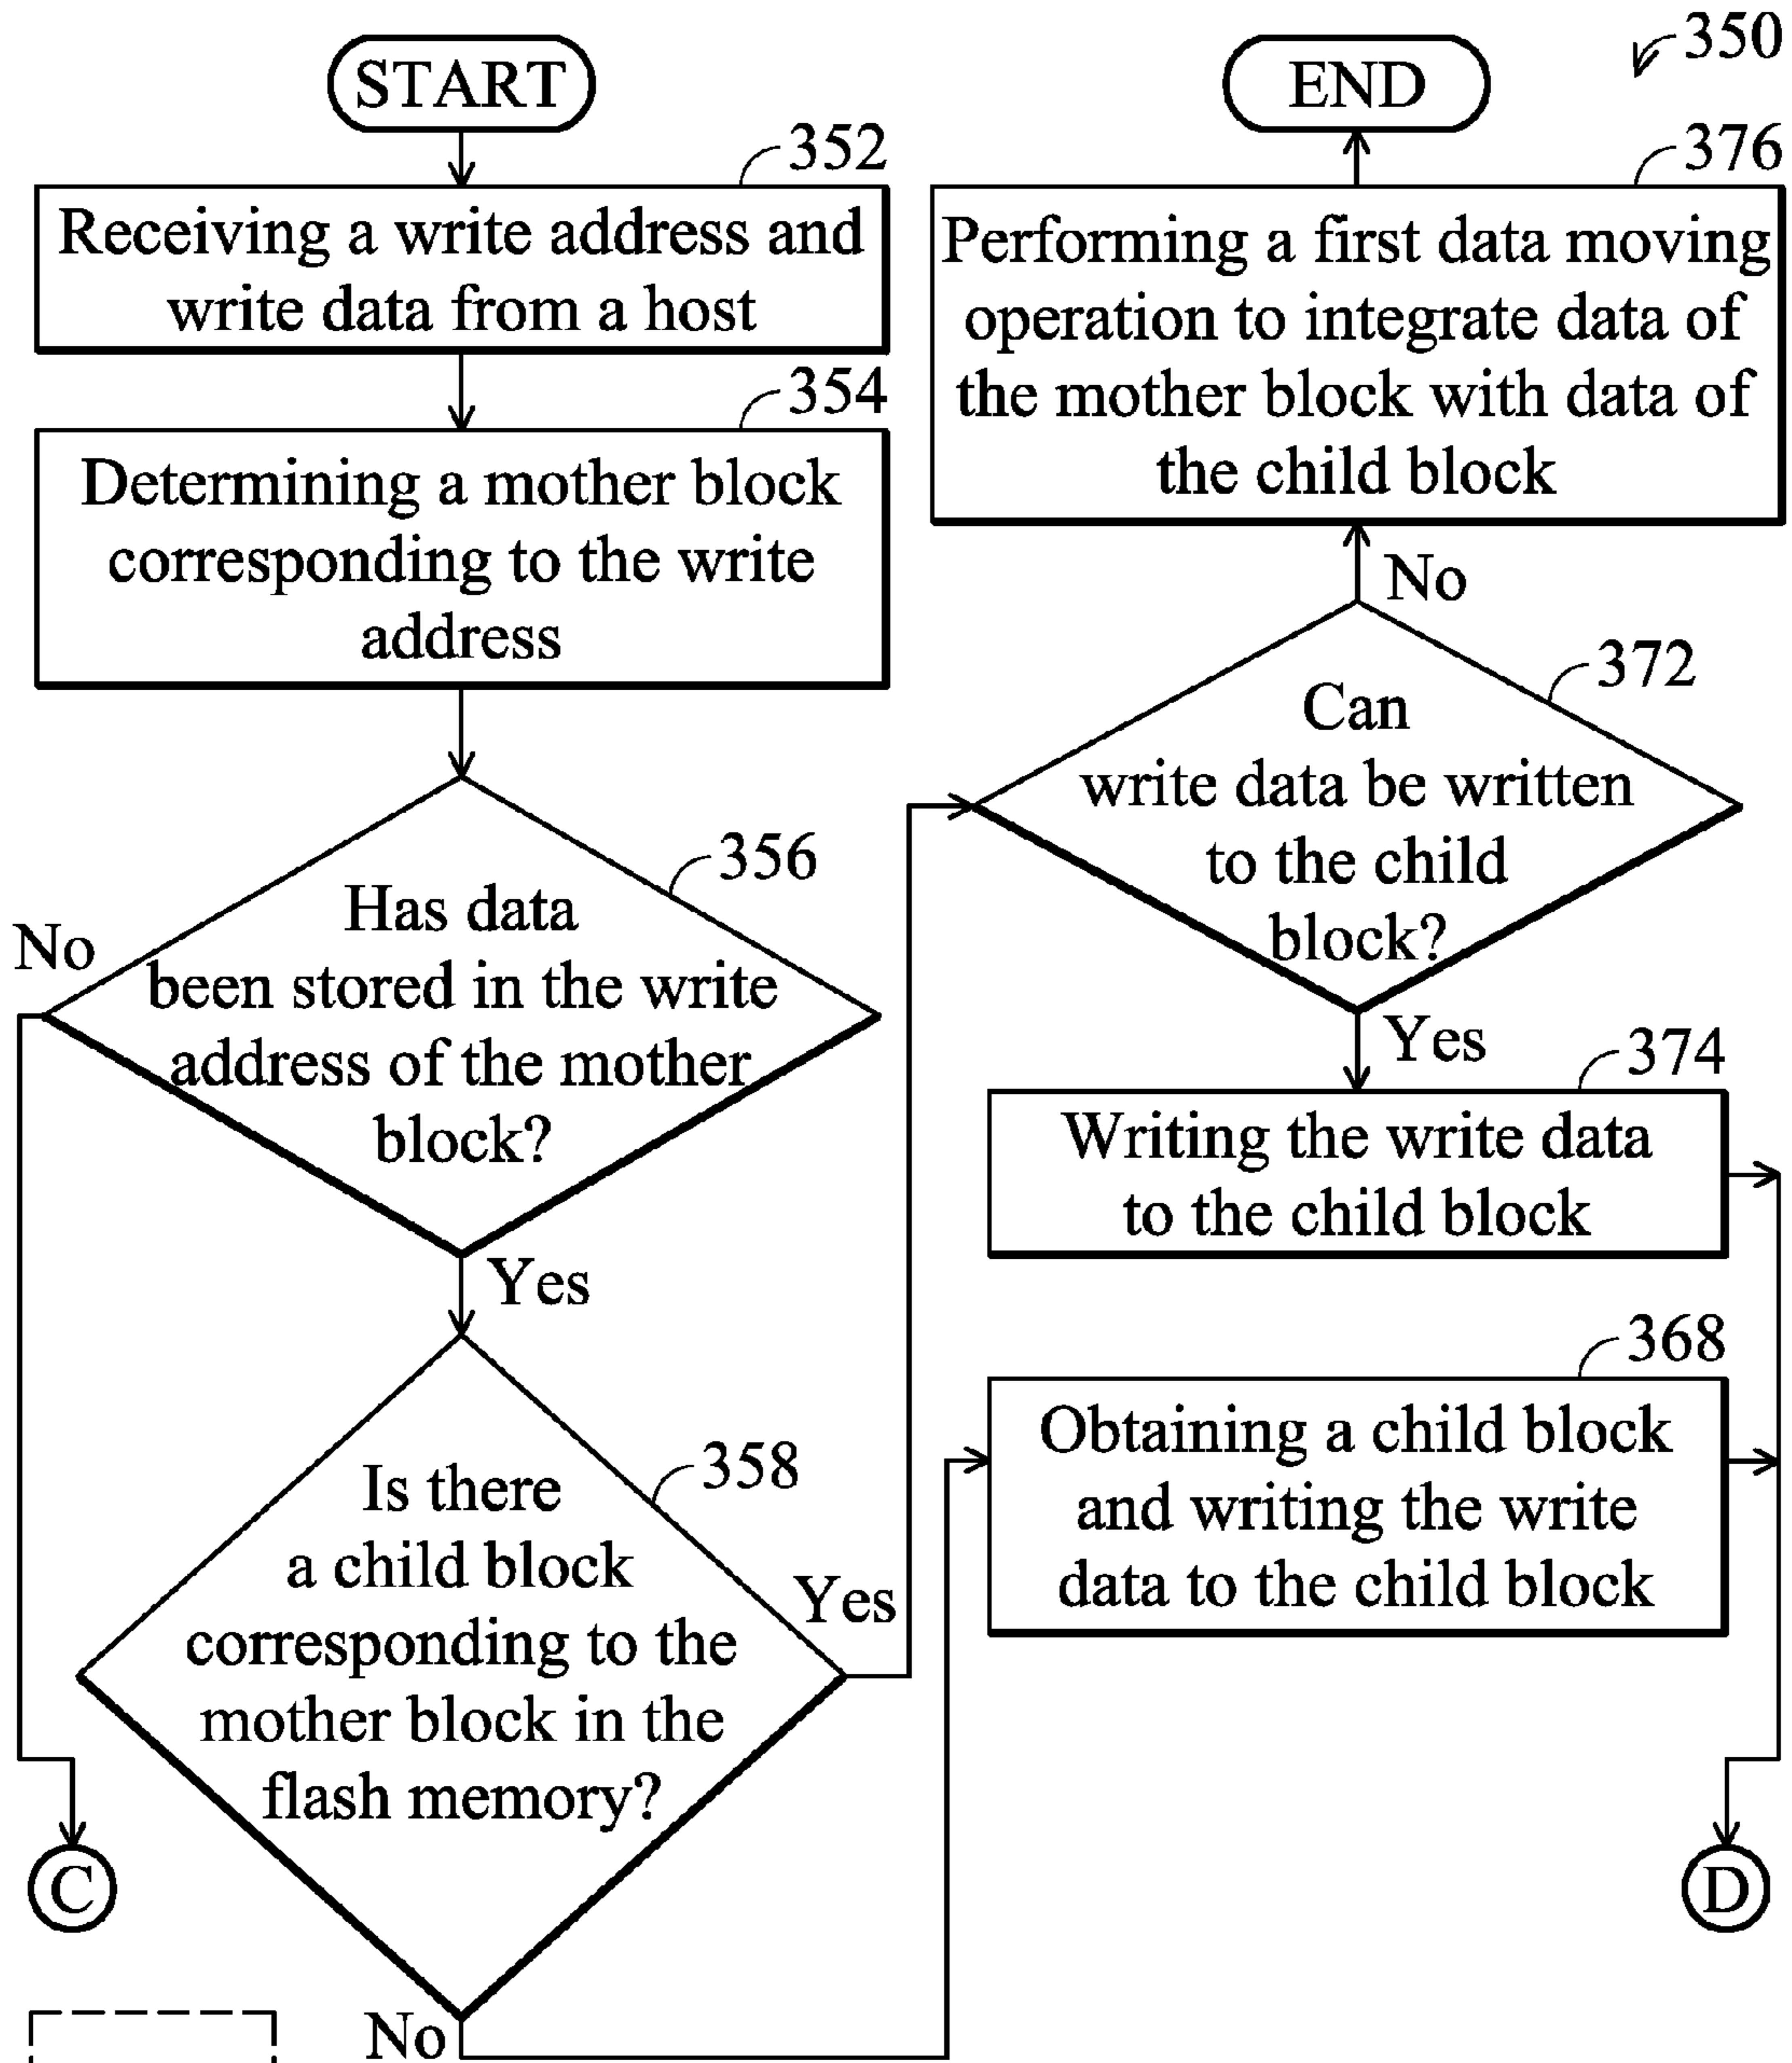 START
352
Receiving a write address and
write data from a host
354
Determining a mother block
corresponding to the write
address
356
Has data
been stored in the write
address of the mother
block?
No
Yes
358
Is there
a child block
corresponding to the
mother block in the
flash memory?
Yes
No
C
350
END
376
Performing a first data moving
operation to integrate data of
the mother block with data of
the child block
No
372
Can
write data be written
to the child
block?
Yes
374
Writing the write data
to the child block
368
Obtaining a child block
and writing the write
data to the child block
D